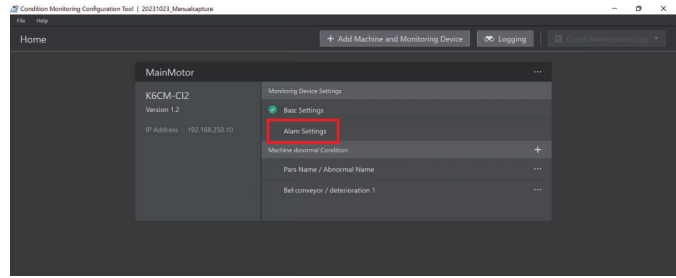 Condition Monitoring Configuration Tool | 20231023_Manualcapture
File Help
Home
+ Add Machine and Monitoring Device
Logging
Digital Maintenance Log
MainMotor
K6CM-CI2
Version 1.2
IP Address : 192.168.250.10
Monitorig Device Settings
Basc Settings
Alam Settings
Machine ibnormal Condition
Pars Name / Abnormal Name
Bel conveyor / deterioration 1